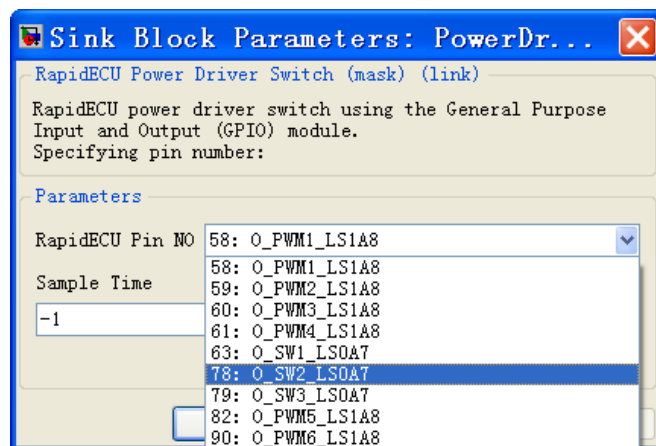 Sink Block Parameters: PowerDr...
RapidECU Power Driver Switch (mask) (link)
RapidECU power driver switch using the General Purpose
Input and Output (GPIO) module.
Specifying pin number:
Parameters
RapidECU Pin NO 58: O_PWM1_LS1A8
58: O_PWM1_LS1A8
Sample Time
59: O_PWM2_LS1A8
60: O_PWM3_LS1A8
-1
61: O_PWM4_LS1A8
63: O_SW1_LS0A7
78: O_SW2_LS0A7
79: O_SW3_LS0A7
82: O_PWM5_LS1A8
90: O_PWM6_LS1A8